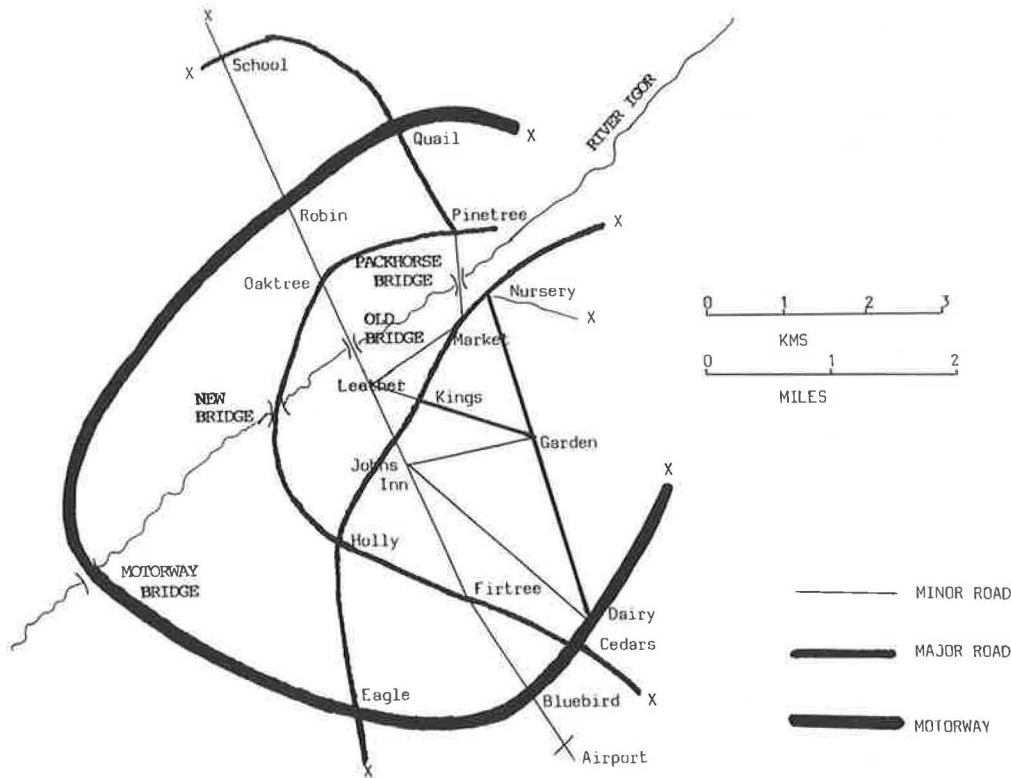 X
School
X
RIVER IGOR
Quail
X
Robin
Pinetree
X
PACKHORSE
BRIDGE
Oaktree
Nursery
X
OLD
BRIDGE
Market
0 1 2 3
KMS
0 1 2
MILES
Leather
NEW
BRIDGE
Kings
Garden
Johns
Inn
X
Holly
MOTORWAY
BRIDGE
Firtree
Dairy
Cedars
Eagle
Bluebird
X
Airport
X
MINOR ROAD
MAJOR ROAD
MOTORWAY